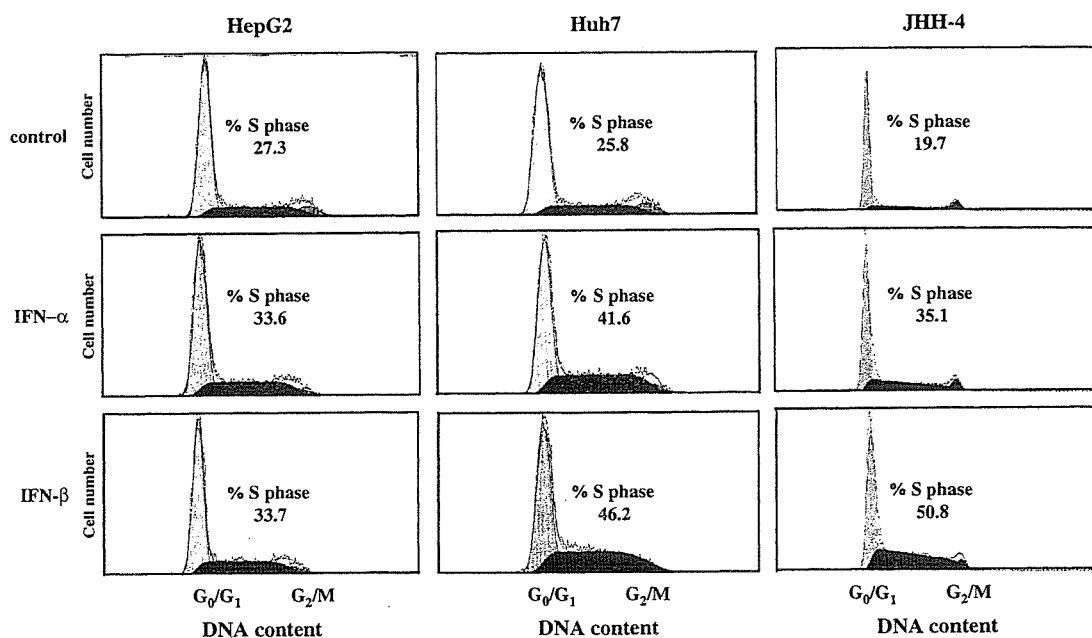 HepG2
Huh7
JHH-4
control
Cell number
% S phase
27.3
% S phase
25.8
% S phase
19.7
IFN–α
Cell number
% S phase
33.6
% S phase
41.6
% S phase
35.1
IFN-β
Cell number
% S phase
33.7
% S phase
46.2
% S phase
50.8
G0/G1 G2/M
G0/G1 G2/M
G0/G1 G2/M
DNA content
DNA content
DNA content